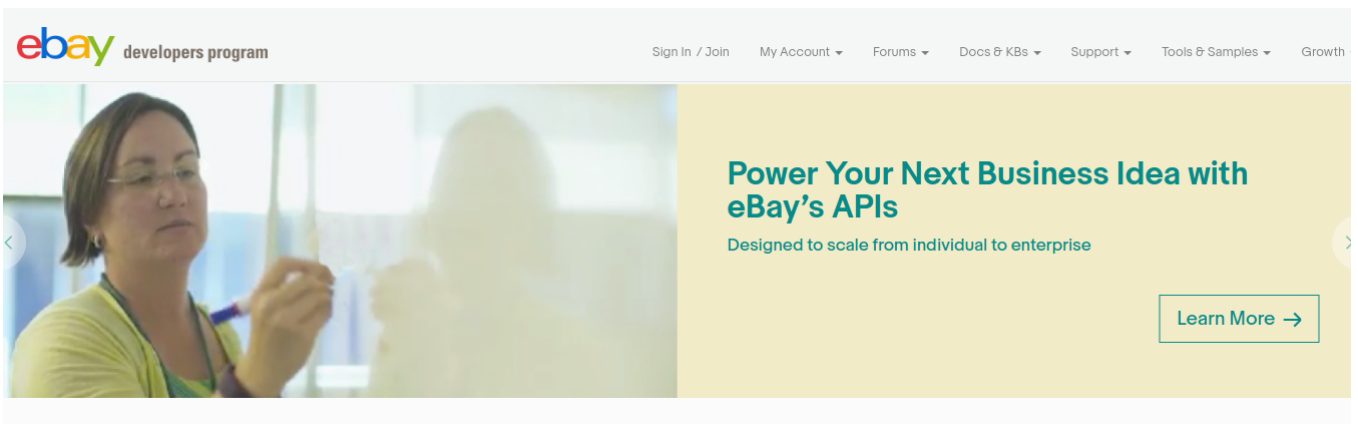 ebay developers program
Sign In / Join My Account Forums Docs & KBs Support Tools & Samples Growth
Power Your Next Business Idea with
eBay's APIs
Designed to scale from individual to enterprise
Learn More